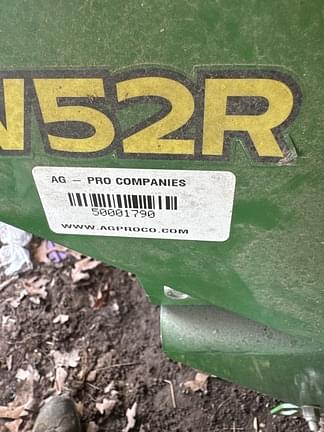 N52R
AG – PRO COMPANIES
50001790
WWW.AGPROCO.COM